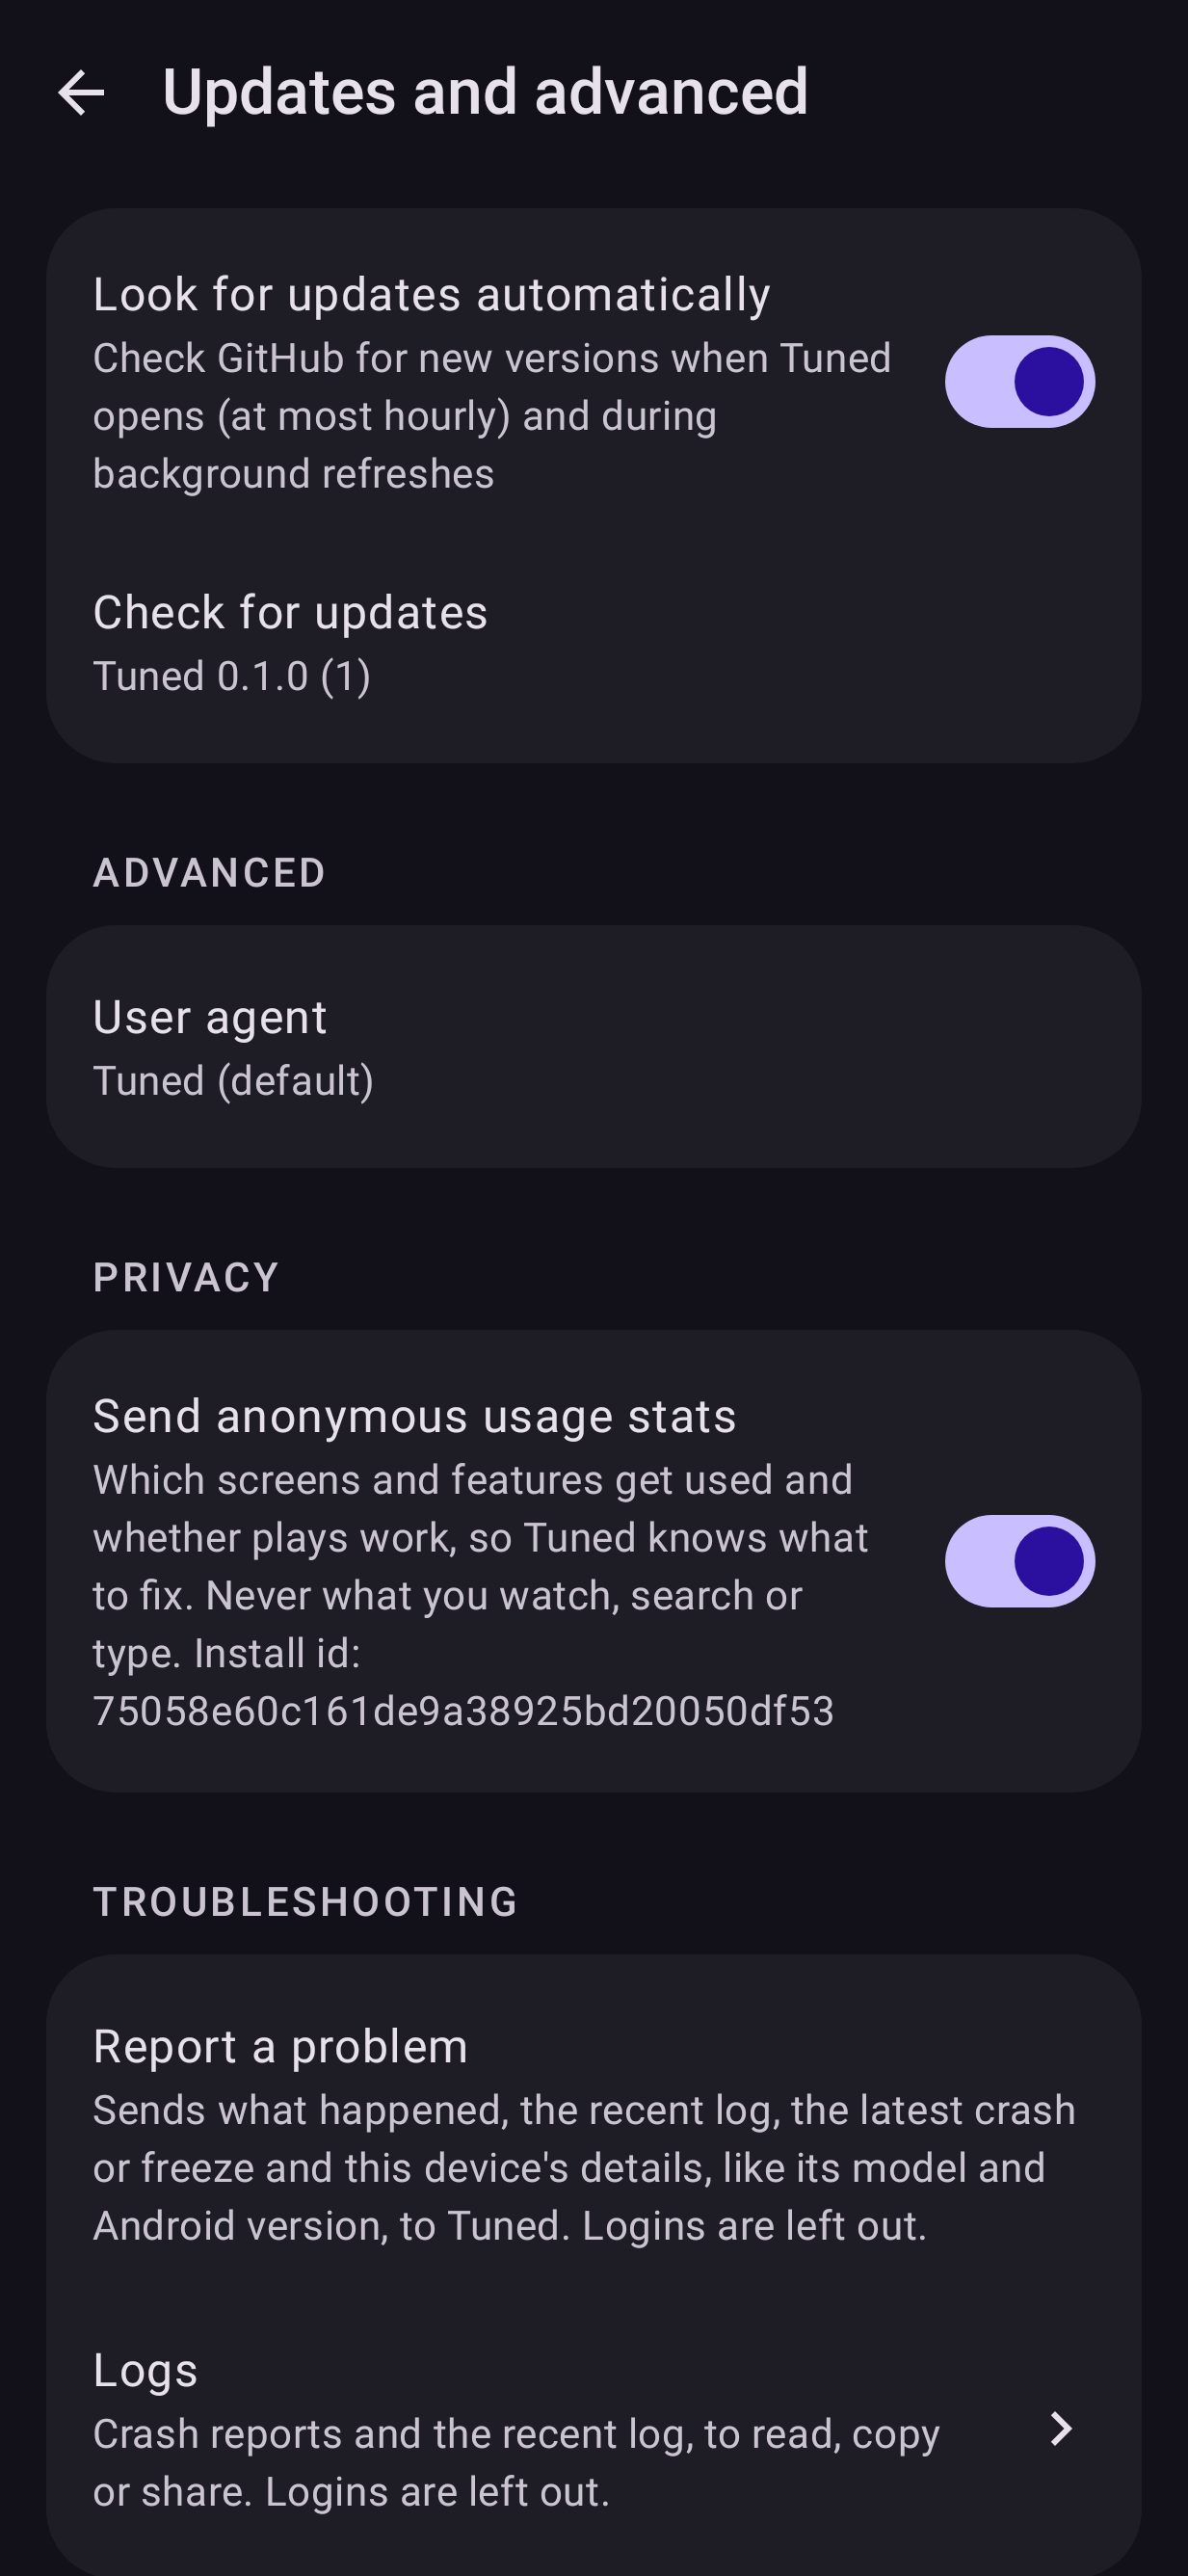 Updates and advanced
Look for updates automatically
Check GitHub for new versions when Tuned
opens (at most hourly) and during
background refreshes
Check for updates
Tuned 0.1.0 (1)
ADVANCED
User agent
Tuned (default)
PRIVACY
Send anonymous usage stats
Which screens and features get used and
whether plays work, so Tuned knows what
to fix. Never what you watch, search or
type. Install id:
75058e60c161de9a38925bd20050df53
TROUBLESHOOTING
Report a problem
Sends what happened, the recent log, the latest crash
or freeze and this device's details, like its model and
Android version, to Tuned. Logins are left out.
Logs
Crash reports and the recent log, to read, copy
or share. Logins are left out.